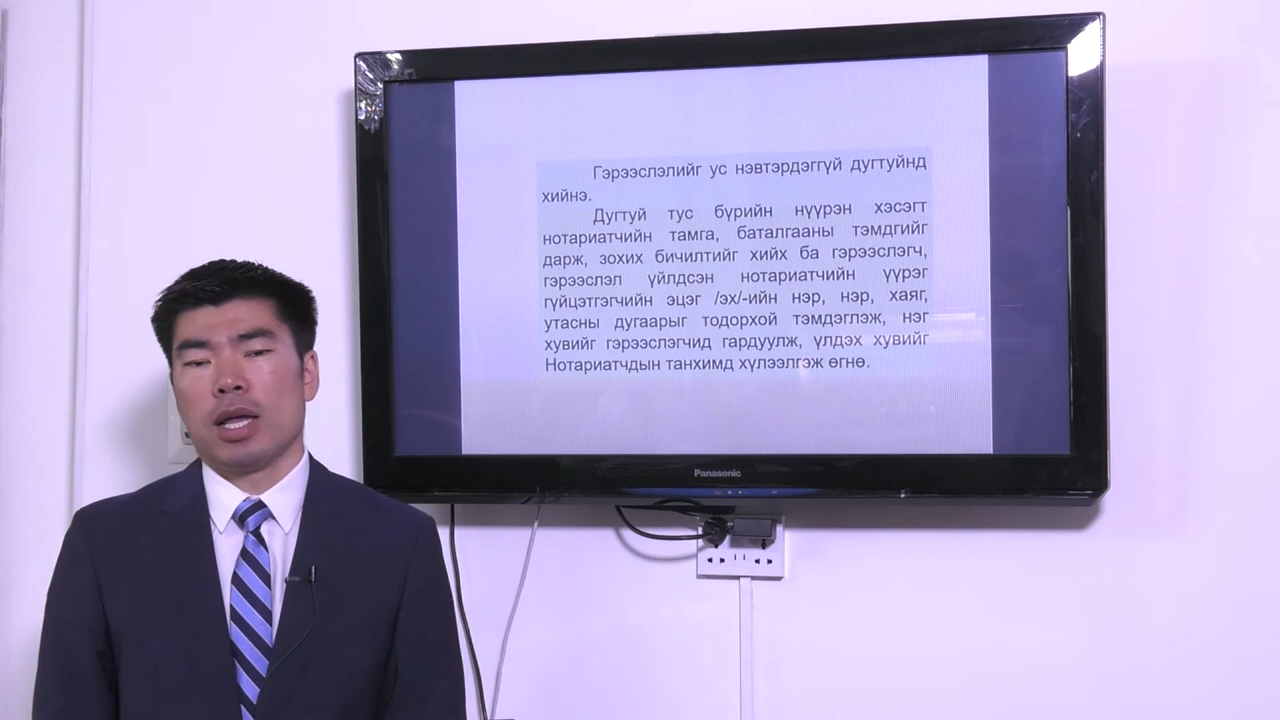 Гэрээслэлийг ус нэвтэрдэггүй дугтуйнд
хийнэ.
Дугтуй тус бүрийн нүүрэн хэсэгт
нотариатчийн тамга, баталгааны тэмдгийг
дарж, зохих бичилтийг хийх ба гэрээслэгч,
гэрээслэл үйлдсэн нотариатчийн үүрэг
гүйцэтгэгчийн эцэг /эх/-ийн нэр, нэр, хаяг,
утасны дугаарыг тодорхой тэмдэглэж, нэг
хувийг гэрээслэгчид гардуулж, үлдэх хувийг
Нотариатчдын танхимд хүлээлгэж өгнө.
Panasonic